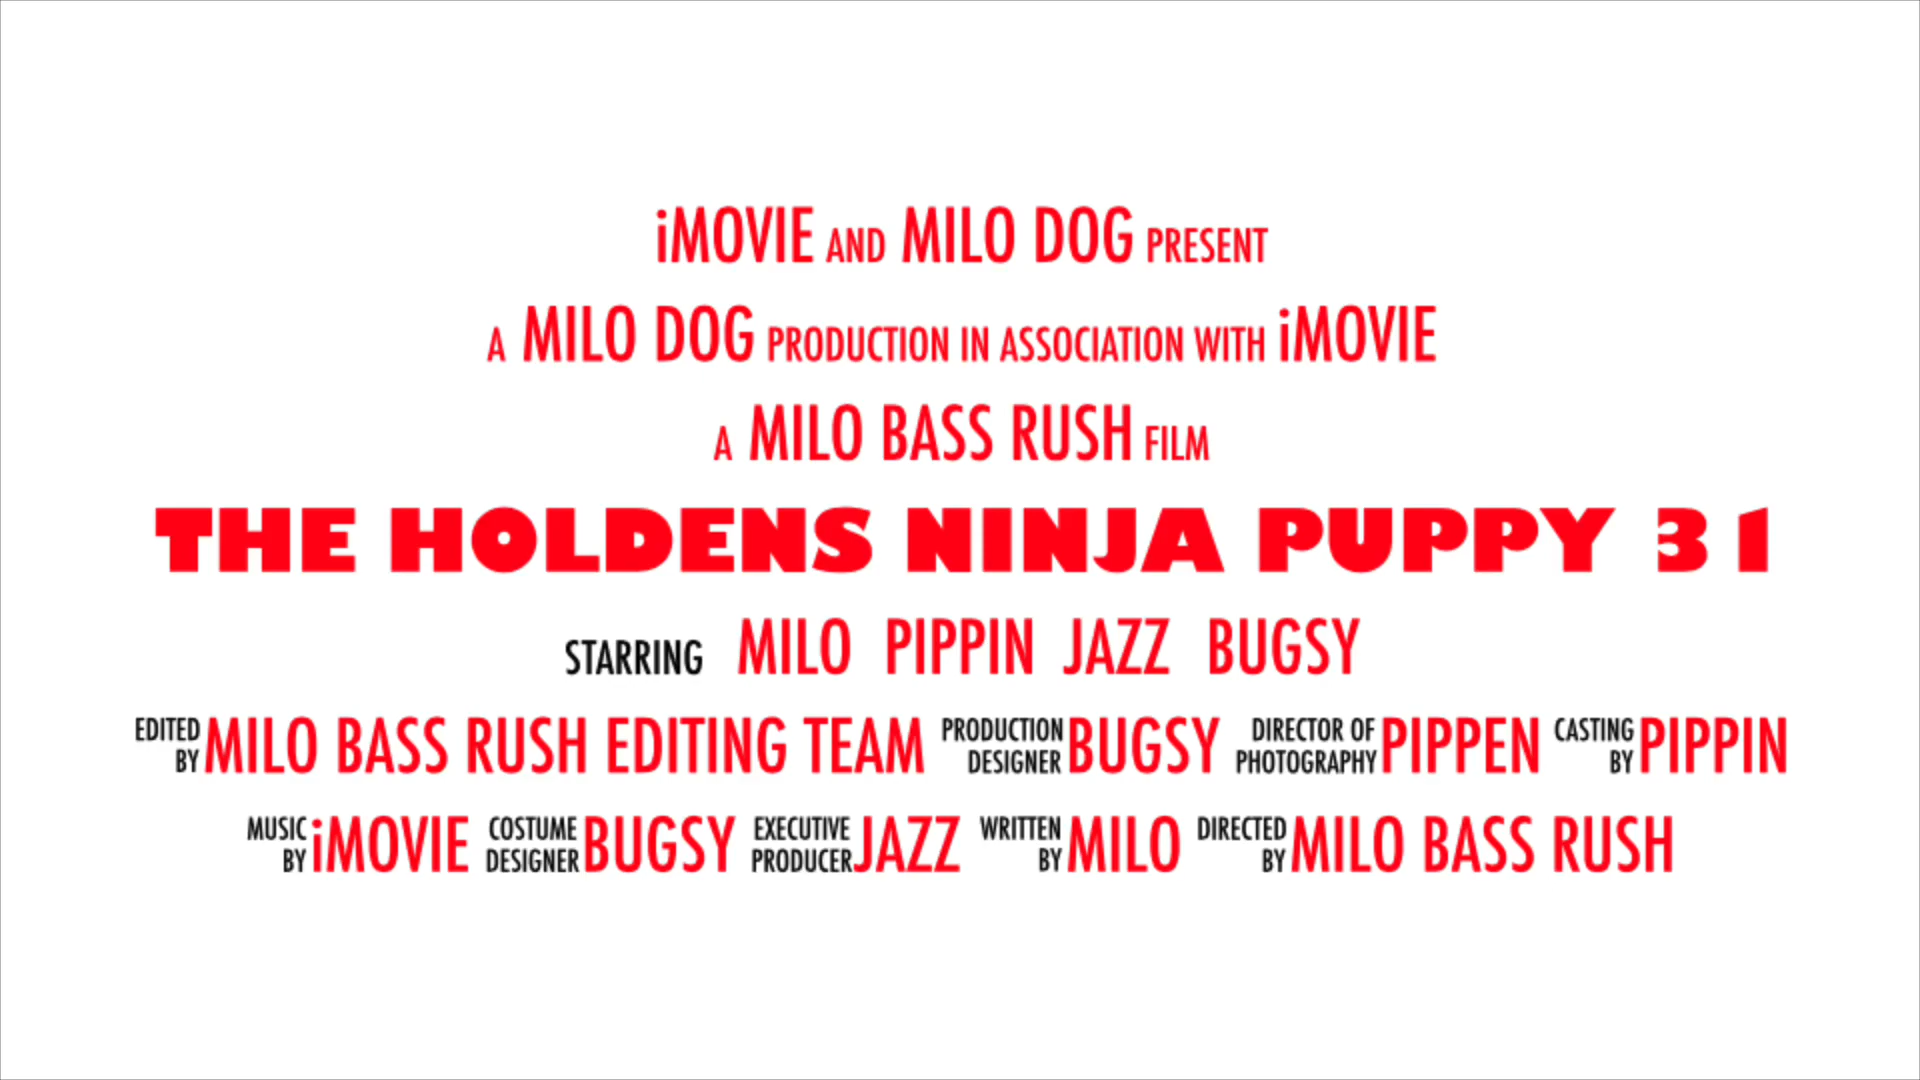 iMOVIE AND MILO DOG PRESENT
A MILO DOG PRODUCTION IN ASSOCIATION WITH iMOVIE
A MILO BASS RUSH FILM
THE HOLDENS NINJA PUPPY 31
STARRING MILO PIPPIN JAZZ BUGSY
EDITED BY MILO BASS RUSH EDITING TEAM PRODUCTION DESIGNER BUGSY DIRECTOR OF PHOTOGRAPHY PIPPEN CASTING BY PIPPIN
MUSIC BY iMOVIE COSTUME DESIGNER BUGSY EXECUTIVE PRODUCER JAZZ WRITTEN BY MILO DIRECTED BY MILO BASS RUSH